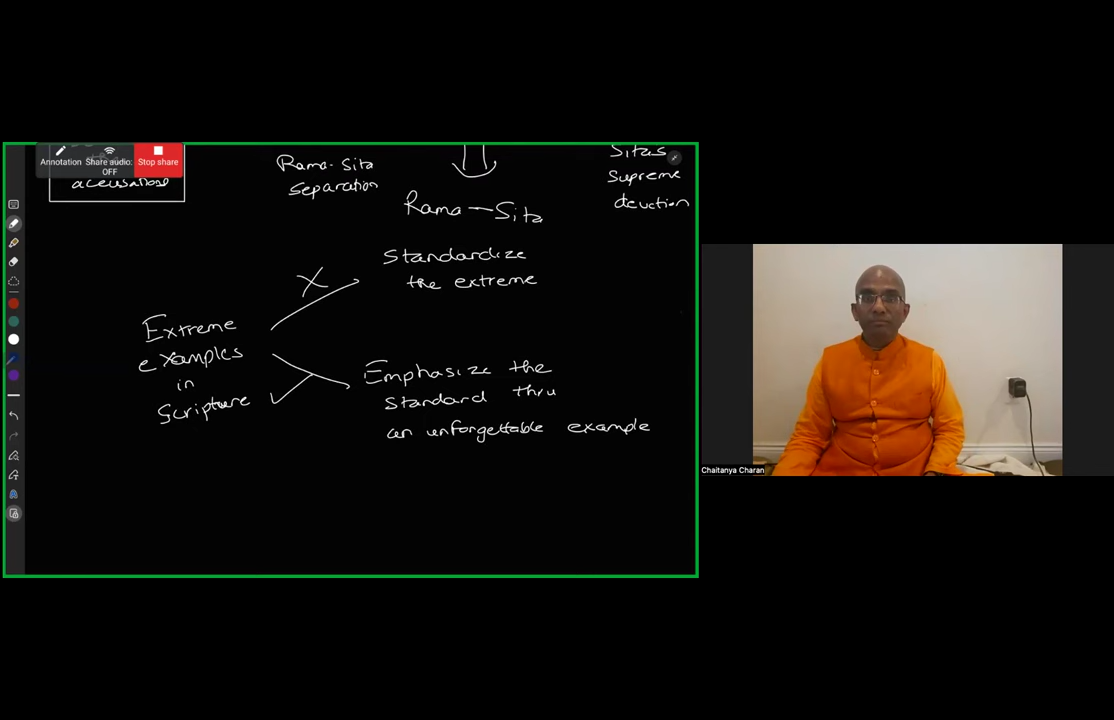 Annotation
Share audio:
OFF
Stop share
accusations
Rama-Sita
separation
Rama — Sita
Sitas
Supreme
devotion
Standardize
the extreme
X
Extreme
examples
in
Scripture
Emphasize the
Standard thru
an unforgettable example
Chaitanya Charan